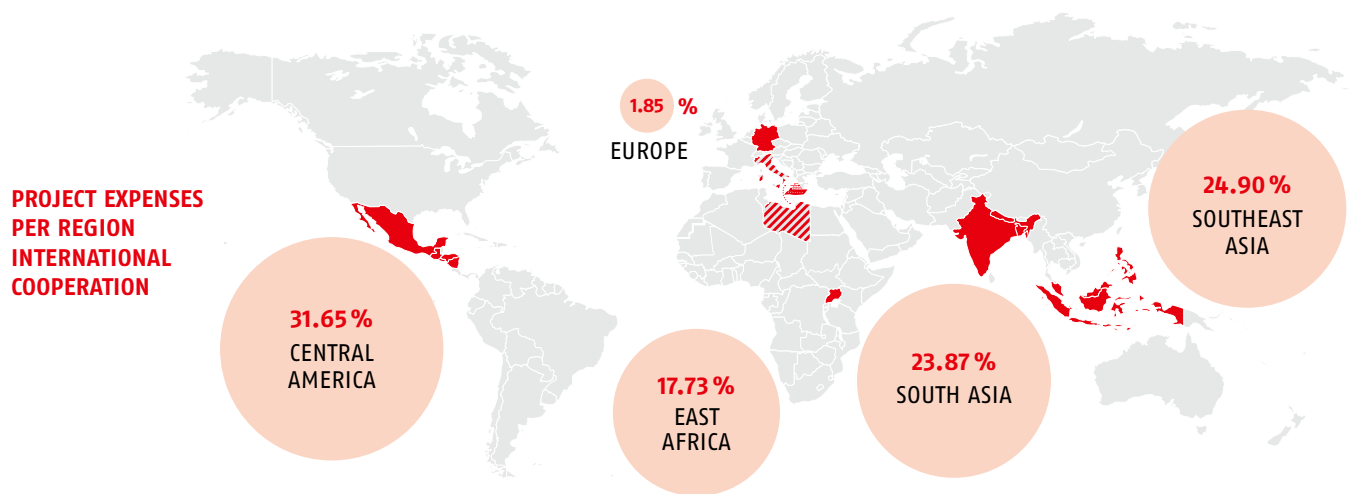 PROJECT EXPENSES
PER REGION
INTERNATIONAL
COOPERATION
31.65 %
CENTRAL
AMERICA
1.85 %
EUROPE
17.73 %
EAST
AFRICA
23.87 %
SOUTH ASIA
24.90 %
SOUTHEAST
ASIA